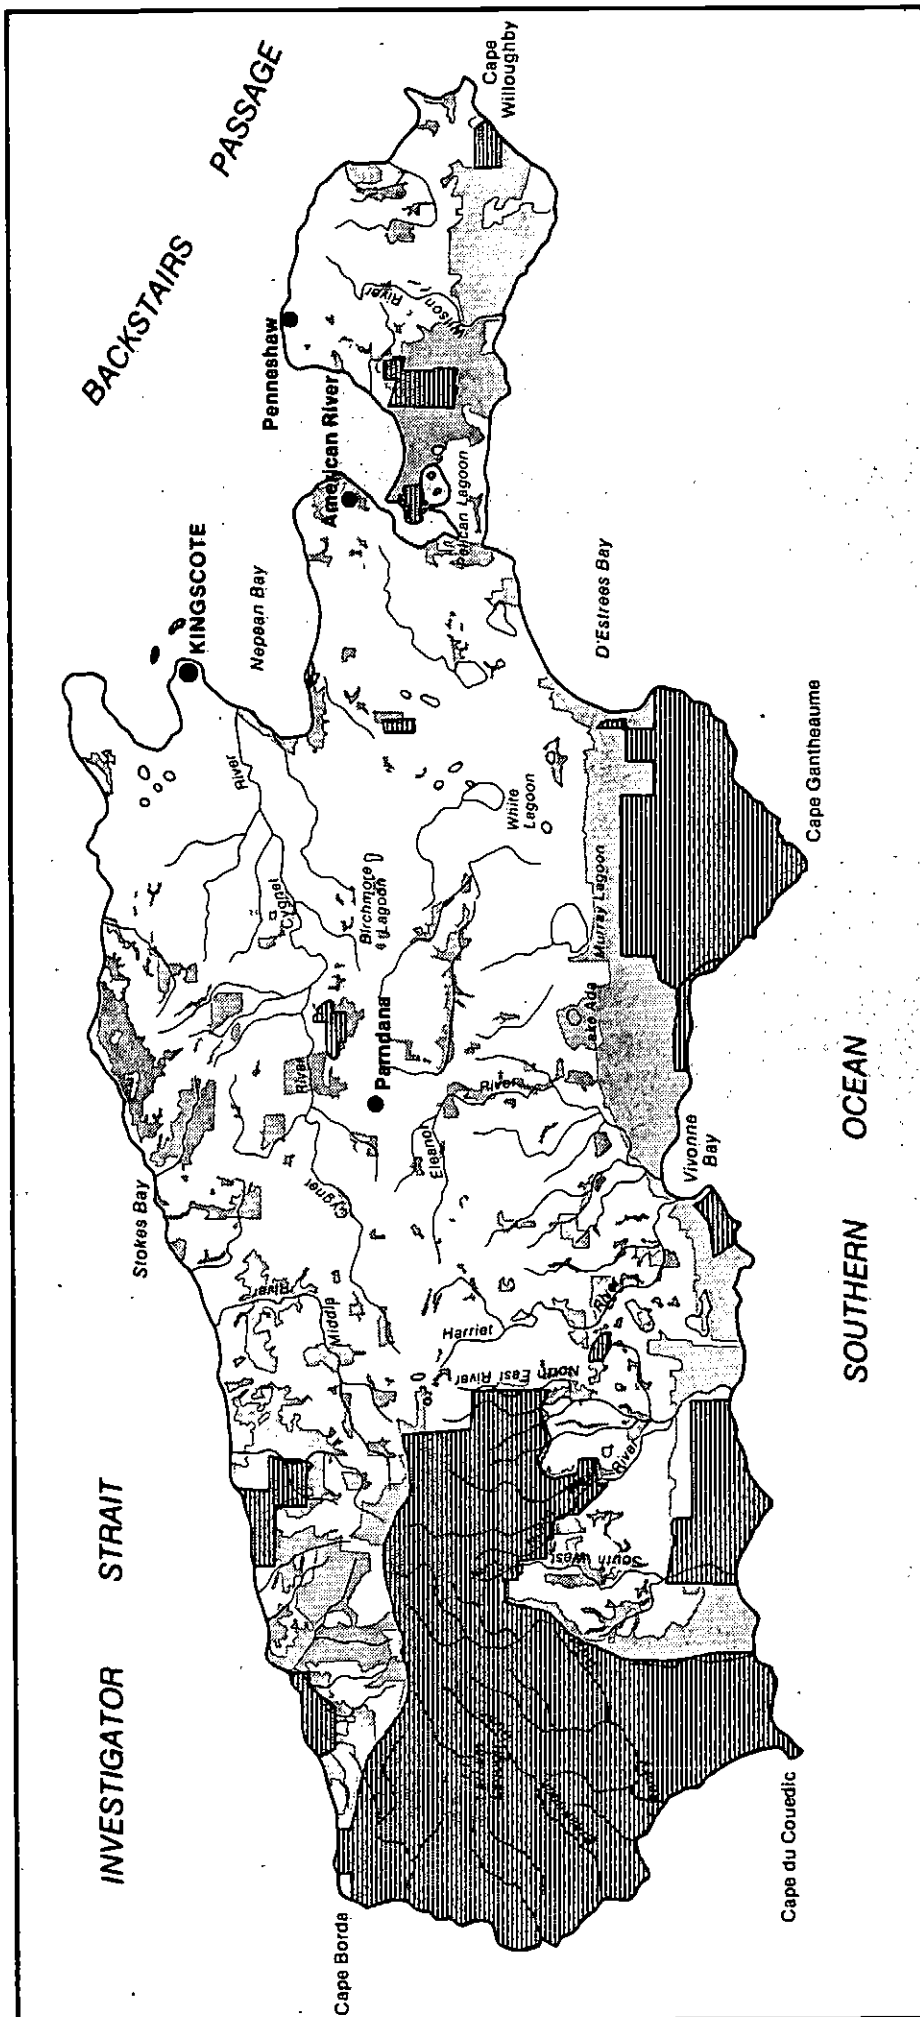 INVESTIGATOR STRAIT
BACKSTAIRS PASSAGE
Cape Borda
Stokes Bay
KINGSCOTE
Nepean Bay
Penneshaw
American River
Cape
Willoughby
River
Cygnet
River
Cygnet
Middle
River
Birchmore
Lagoon
Parndana
White
Lagoon
Pelican Lagoon
Wilson
River
Eleanor
River
Harriet
River
North East River
South West
River
Lake Ada
Murray Lagoon
D'Estrees Bay
Vivonne
Bay
Cape Gantheaume
Cape du Couedic
SOUTHERN OCEAN